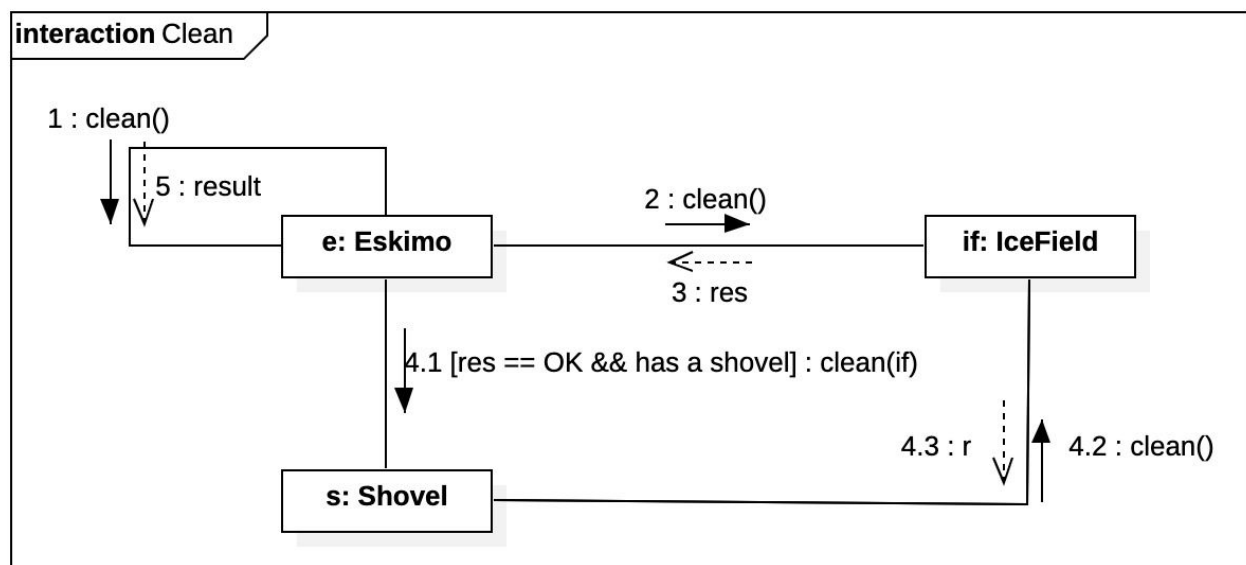 interaction Clean
1 : clean()
5 : result
2 : clean()
e: Eskimo
if: IceField
3 : res
4.1 [res == OK && has a shovel] : clean(if)
4.3 : r
4.2 : clean()
s: Shovel